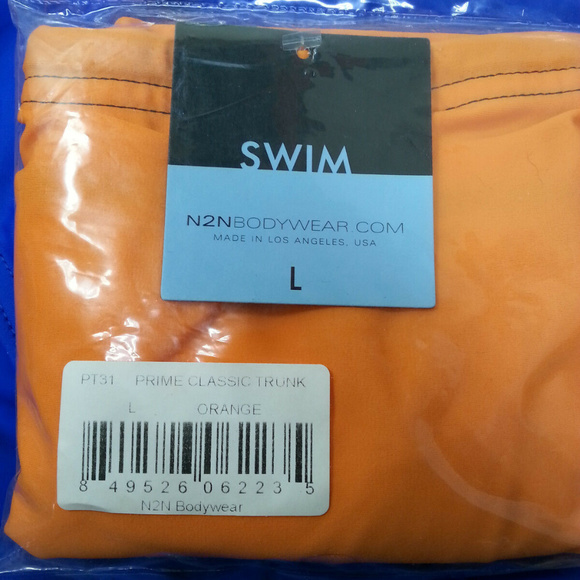 SWIM
N2NBODYWEAR.COM
MADE IN LOS ANGELES, USA
L
PT31 PRIME CLASSIC TRUNK
L ORANGE
8 49526 06223 5
N2N Bodywear